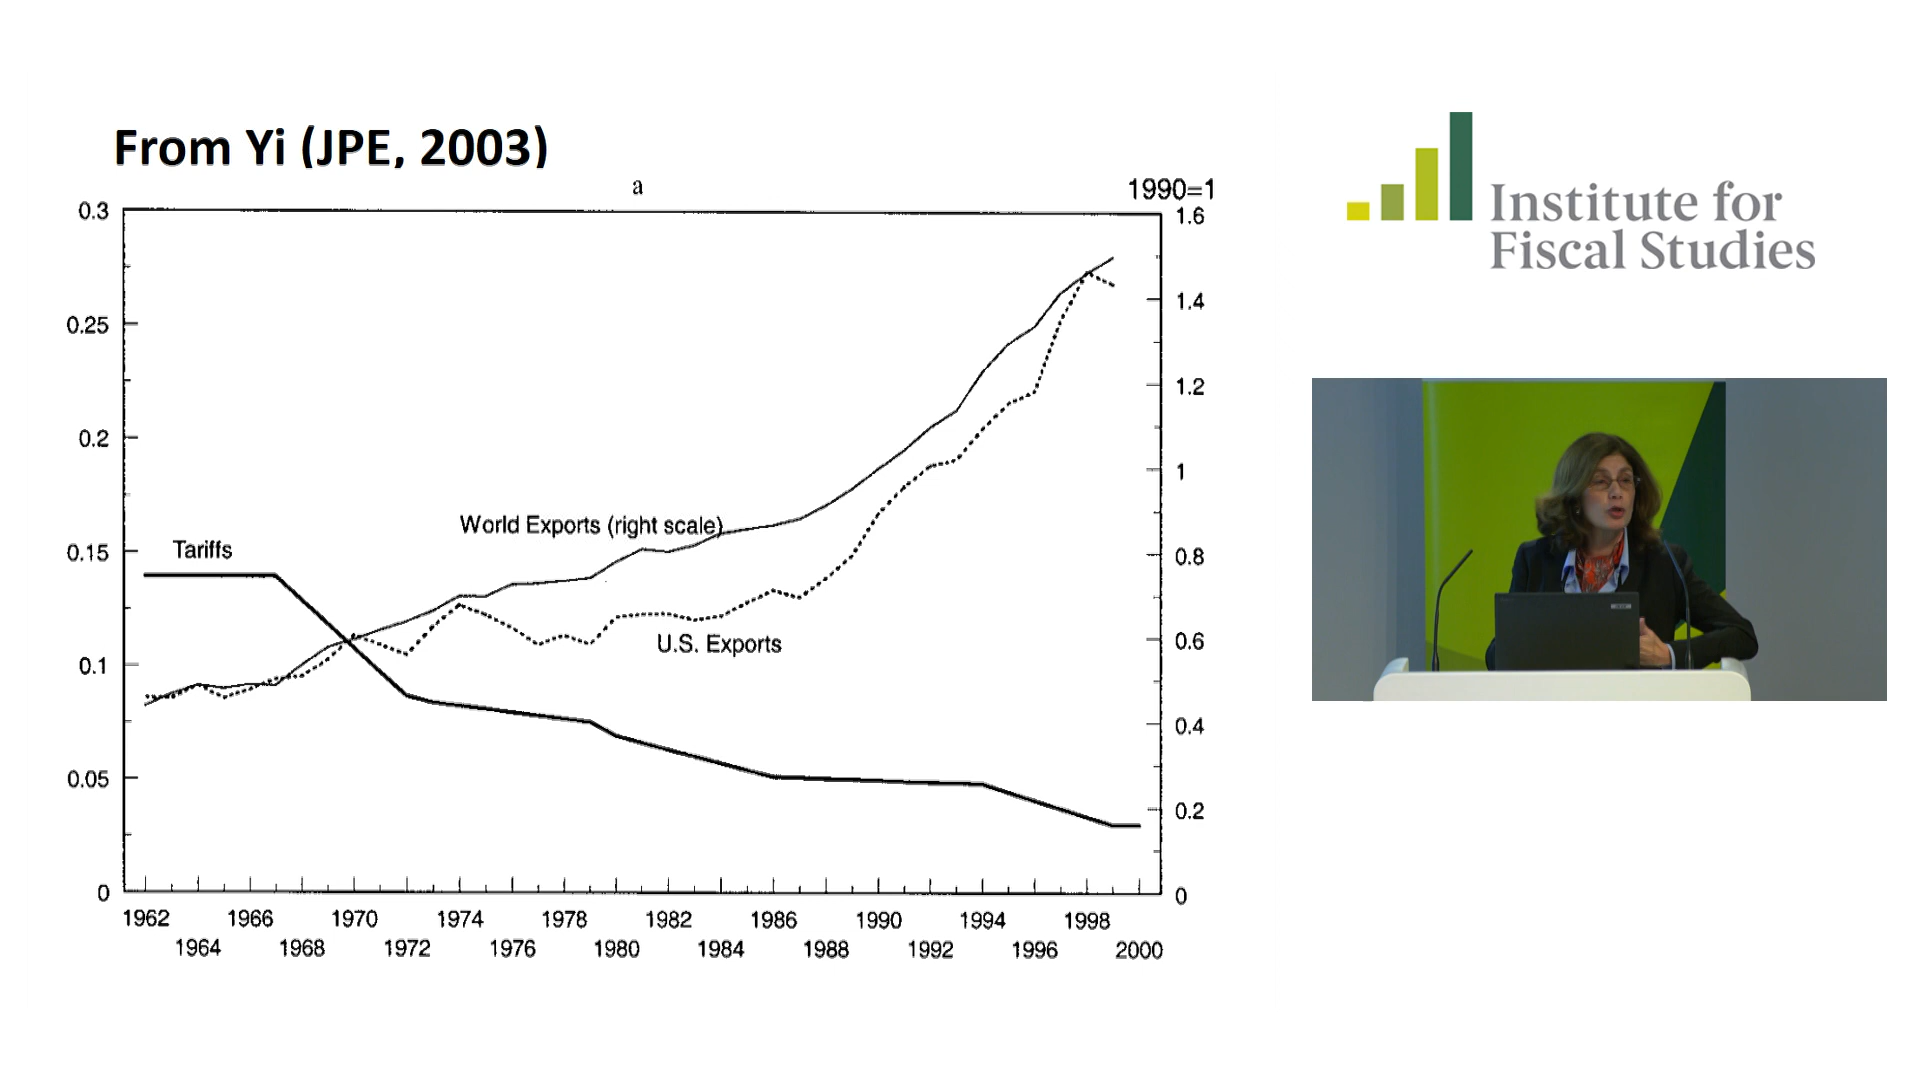 From Yi (JPE, 2003)
a
1990=1
0.3
0.25
0.2
0.15
0.1
0.05
0
1.6
1.4
1.2
1
0.8
0.6
0.4
0.2
0
World Exports (right scale)
Tariffs
U.S. Exports
1962 1966 1970 1974 1978 1982 1986 1990 1994 1998
1964 1968 1972 1976 1980 1984 1988 1992 1996 2000
Institute for
Fiscal Studies